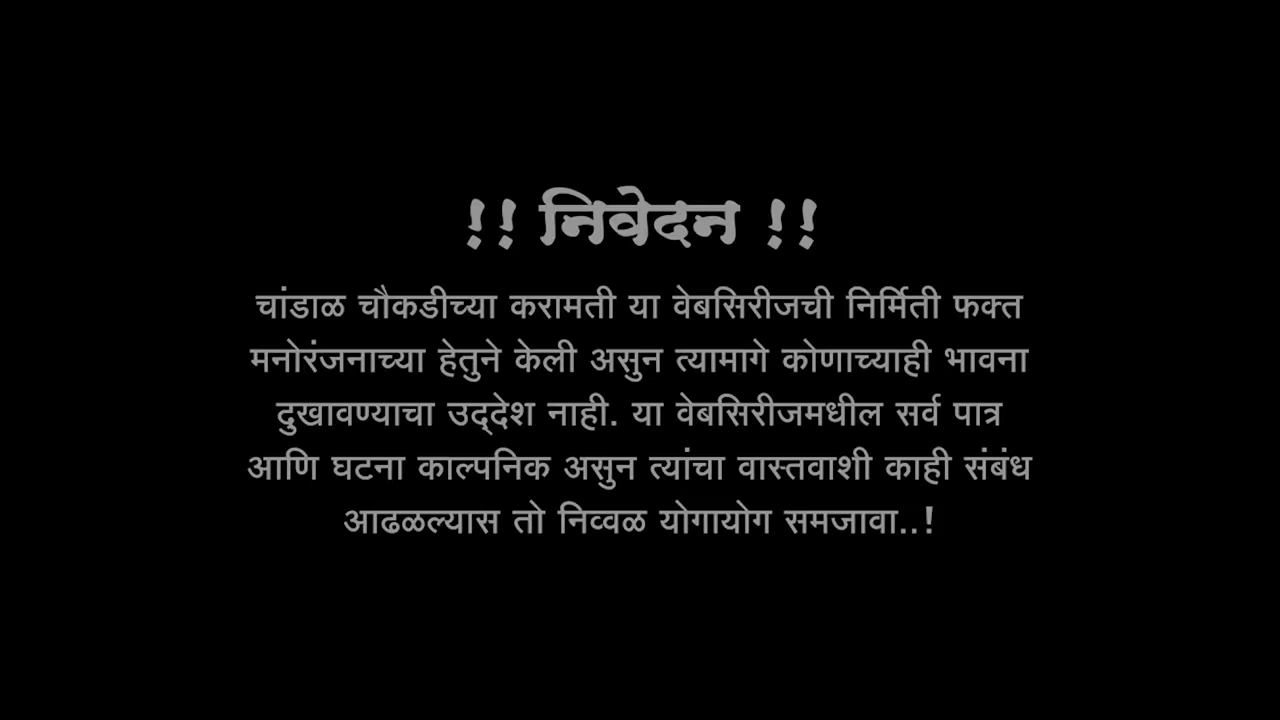 !! निवेदन !!
चांडाळ चौकडीच्या करामती या वेबसिरीजची निर्मिती फक्त
मनोरंजनाच्या हेतुने केली असुन त्यामागे कोणाच्याही भावना
दुखावण्याचा उद्देश नाही. या वेबसिरीजमधील सर्व पात्र
आणि घटना काल्पनिक असुन त्यांचा वास्तवाशी काही संबंध
आढळल्यास तो निव्वळ योगायोग समजावा..!